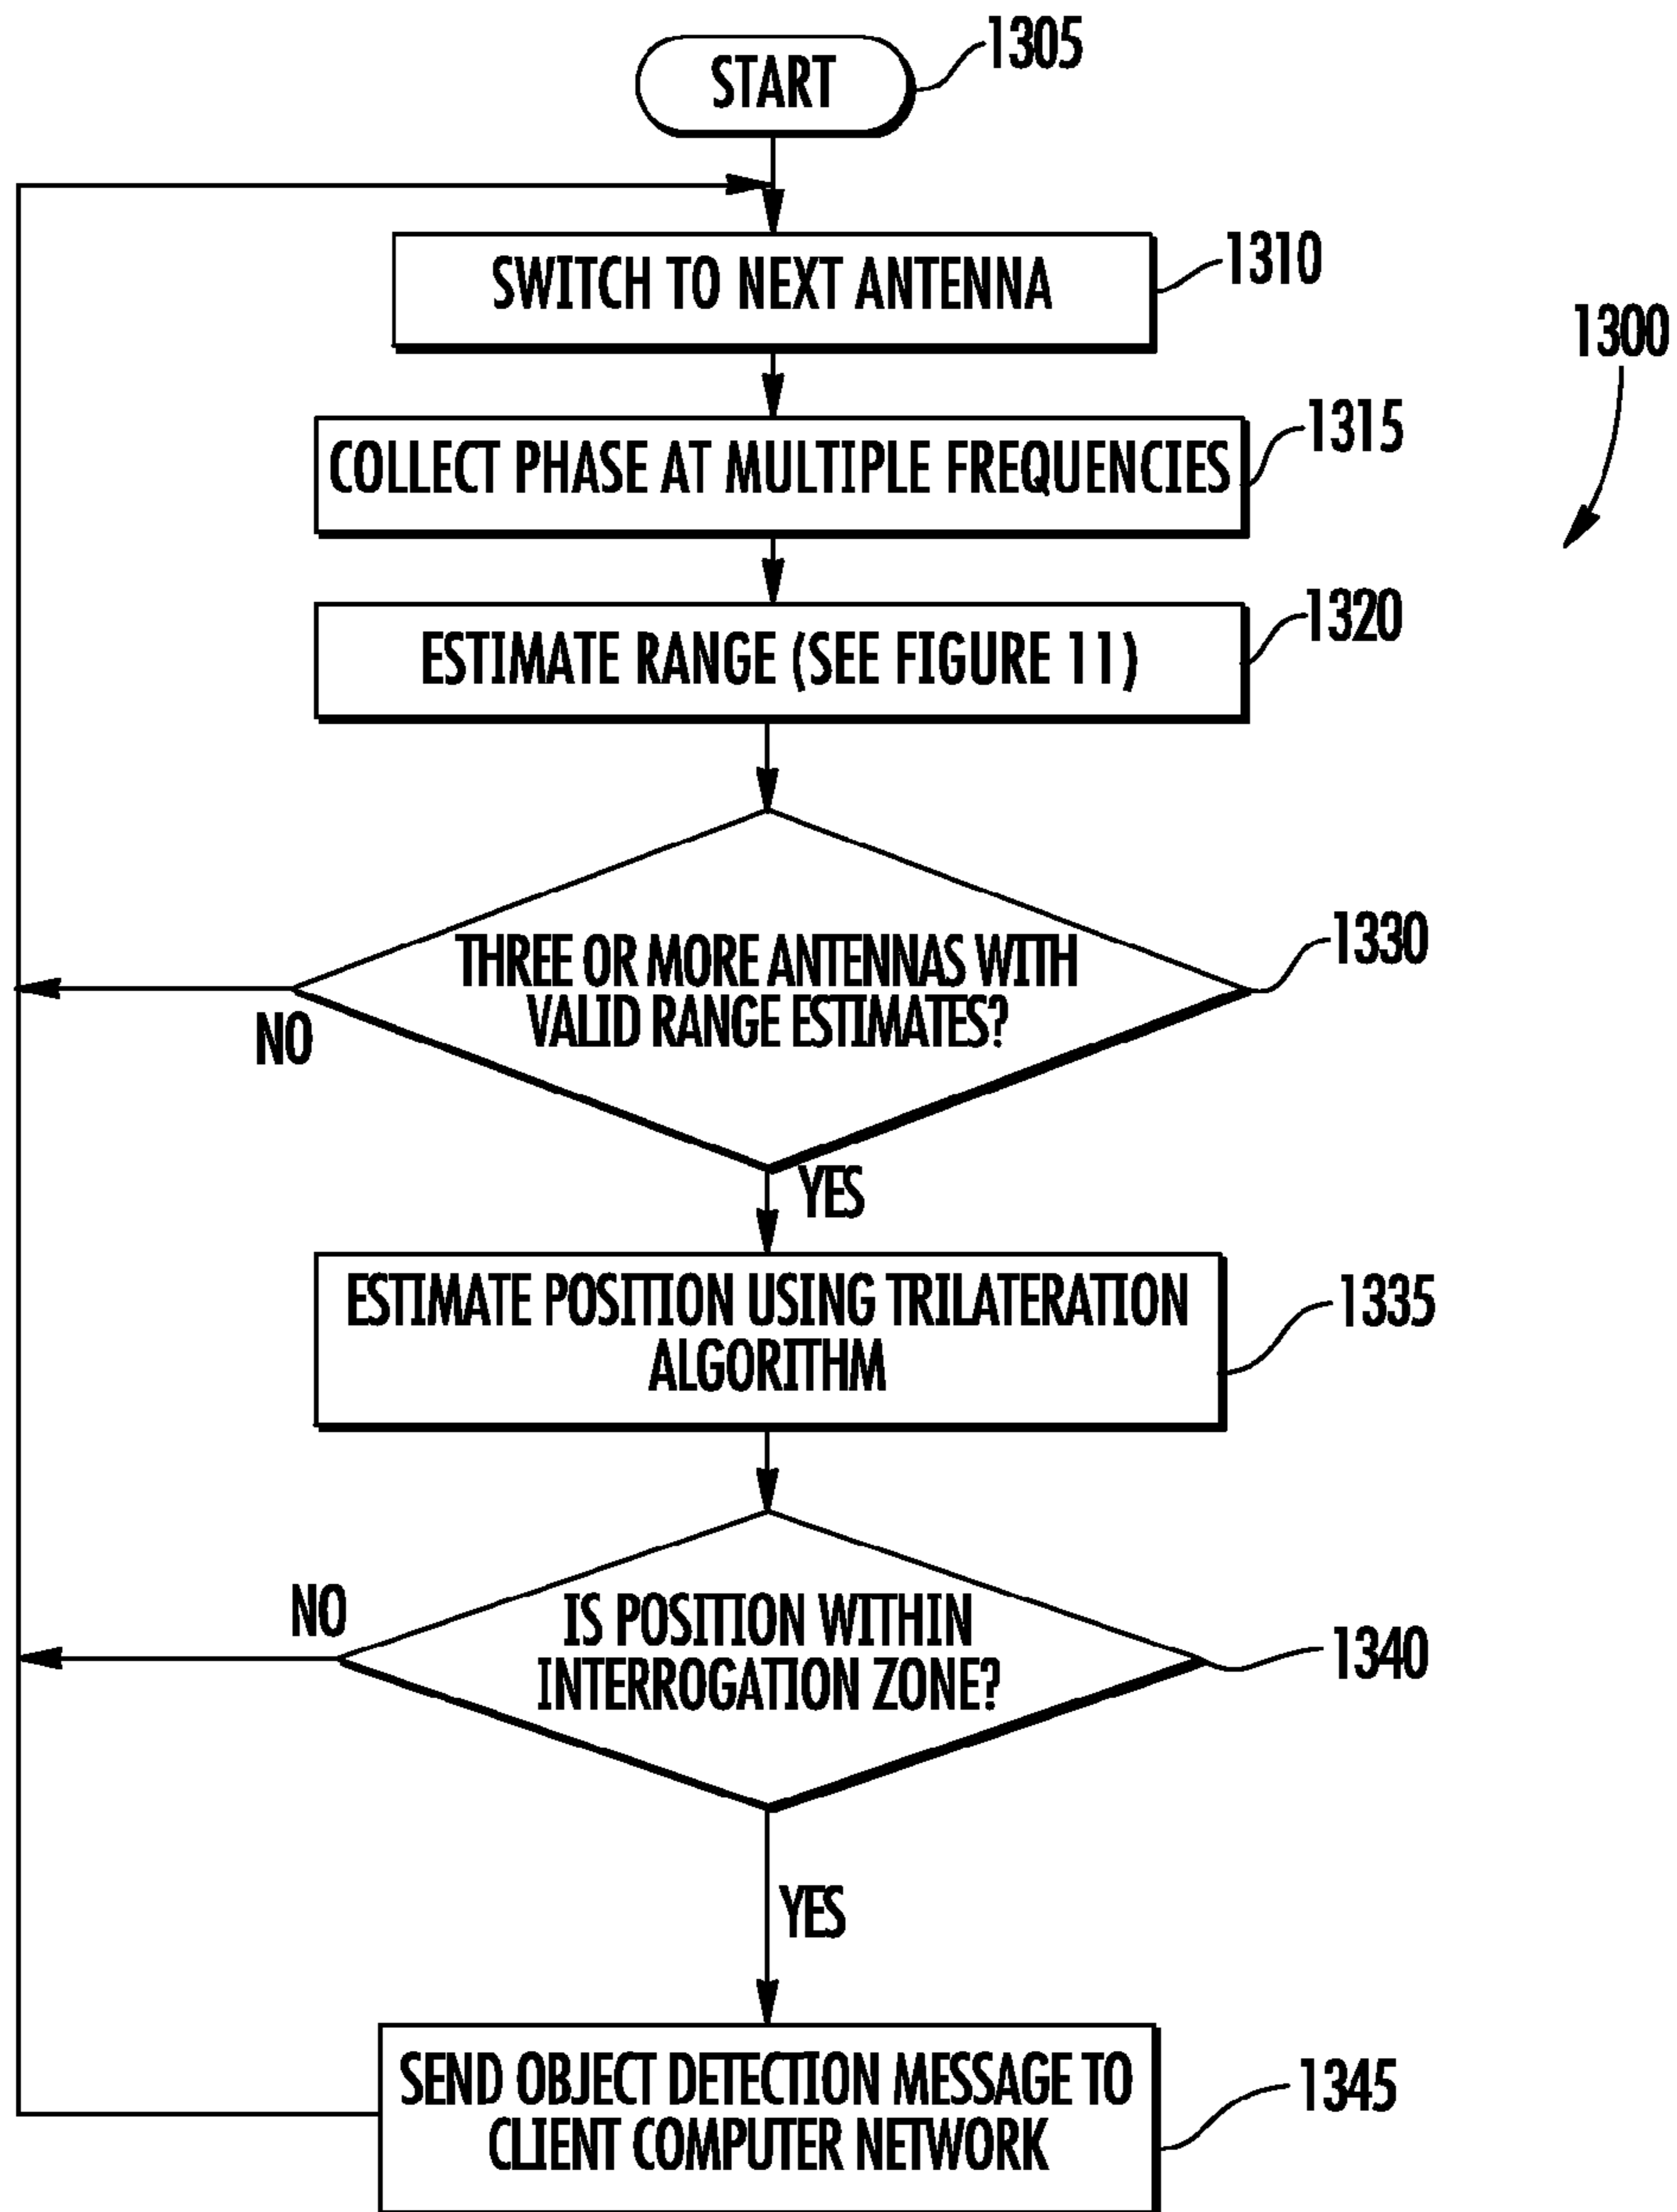 START
1305
SWITCH TO NEXT ANTENNA
1310
1300
COLLECT PHASE AT MULTIPLE FREQUENCIES
1315
ESTIMATE RANGE (SEE FIGURE 11)
1320
THREE OR MORE ANTENNAS WITH
VALID RANGE ESTIMATES?
1330
NO
YES
ESTIMATE POSITION USING TRILATERATION
ALGORITHM
1335
IS POSITION WITHIN
INTERROGATION ZONE?
1340
NO
YES
SEND OBJECT DETECTION MESSAGE TO
CLIENT COMPUTER NETWORK
1345